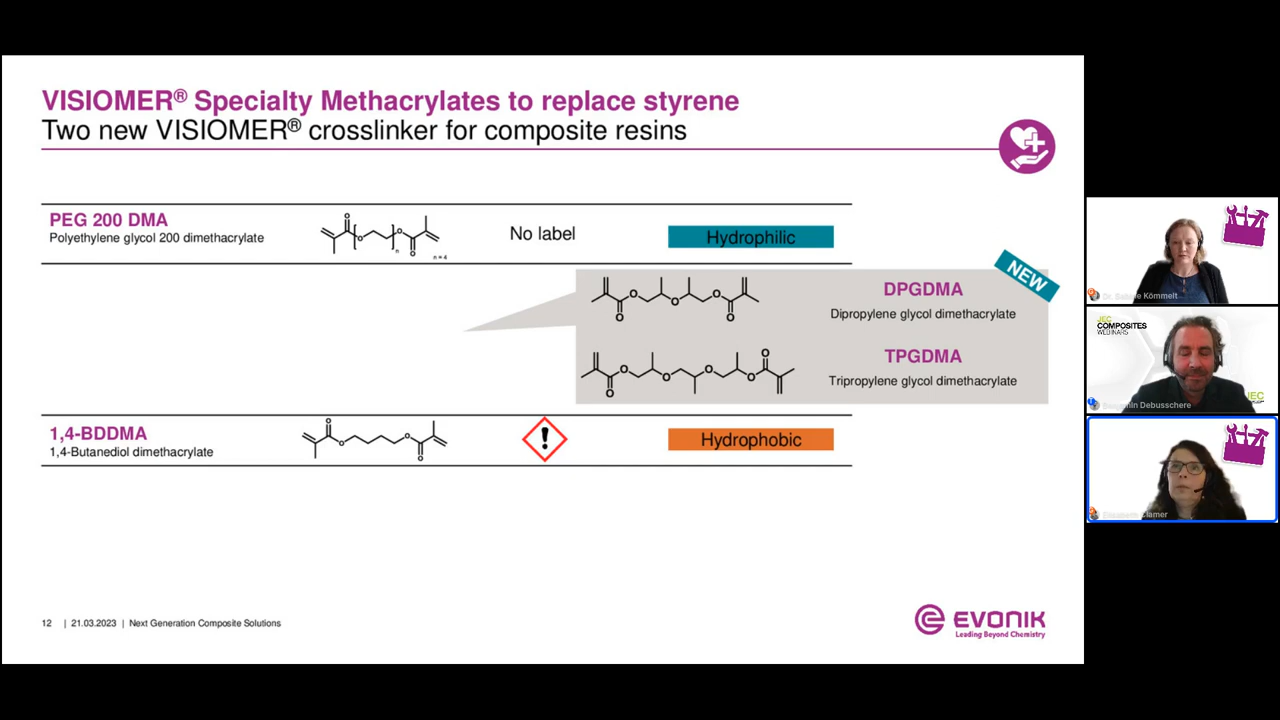 VISIOMER® Specialty Methacrylates to replace styrene
Two new VISIOMER® crosslinker for composite resins
PEG 200 DMA
Polyethylene glycol 200 dimethacrylate
O
O
n
O
O
n = 4
No label
Hydrophilic
NEW
O
O
O
O
O
DPGDMA
Dipropylene glycol dimethacrylate
O
O
O
O
O
O
TPGDMA
Tripropylene glycol dimethacrylate
1,4-BDDMA
1,4-Butanediol dimethacrylate
O
O
O
O
!
Hydrophobic
12 | 21.03.2023 | Next Generation Composite Solutions
EVONIK
Leading Beyond Chemistry
Kömmelt
JEC
COMPOSITES
WEBINARS
JEC
Debusschere